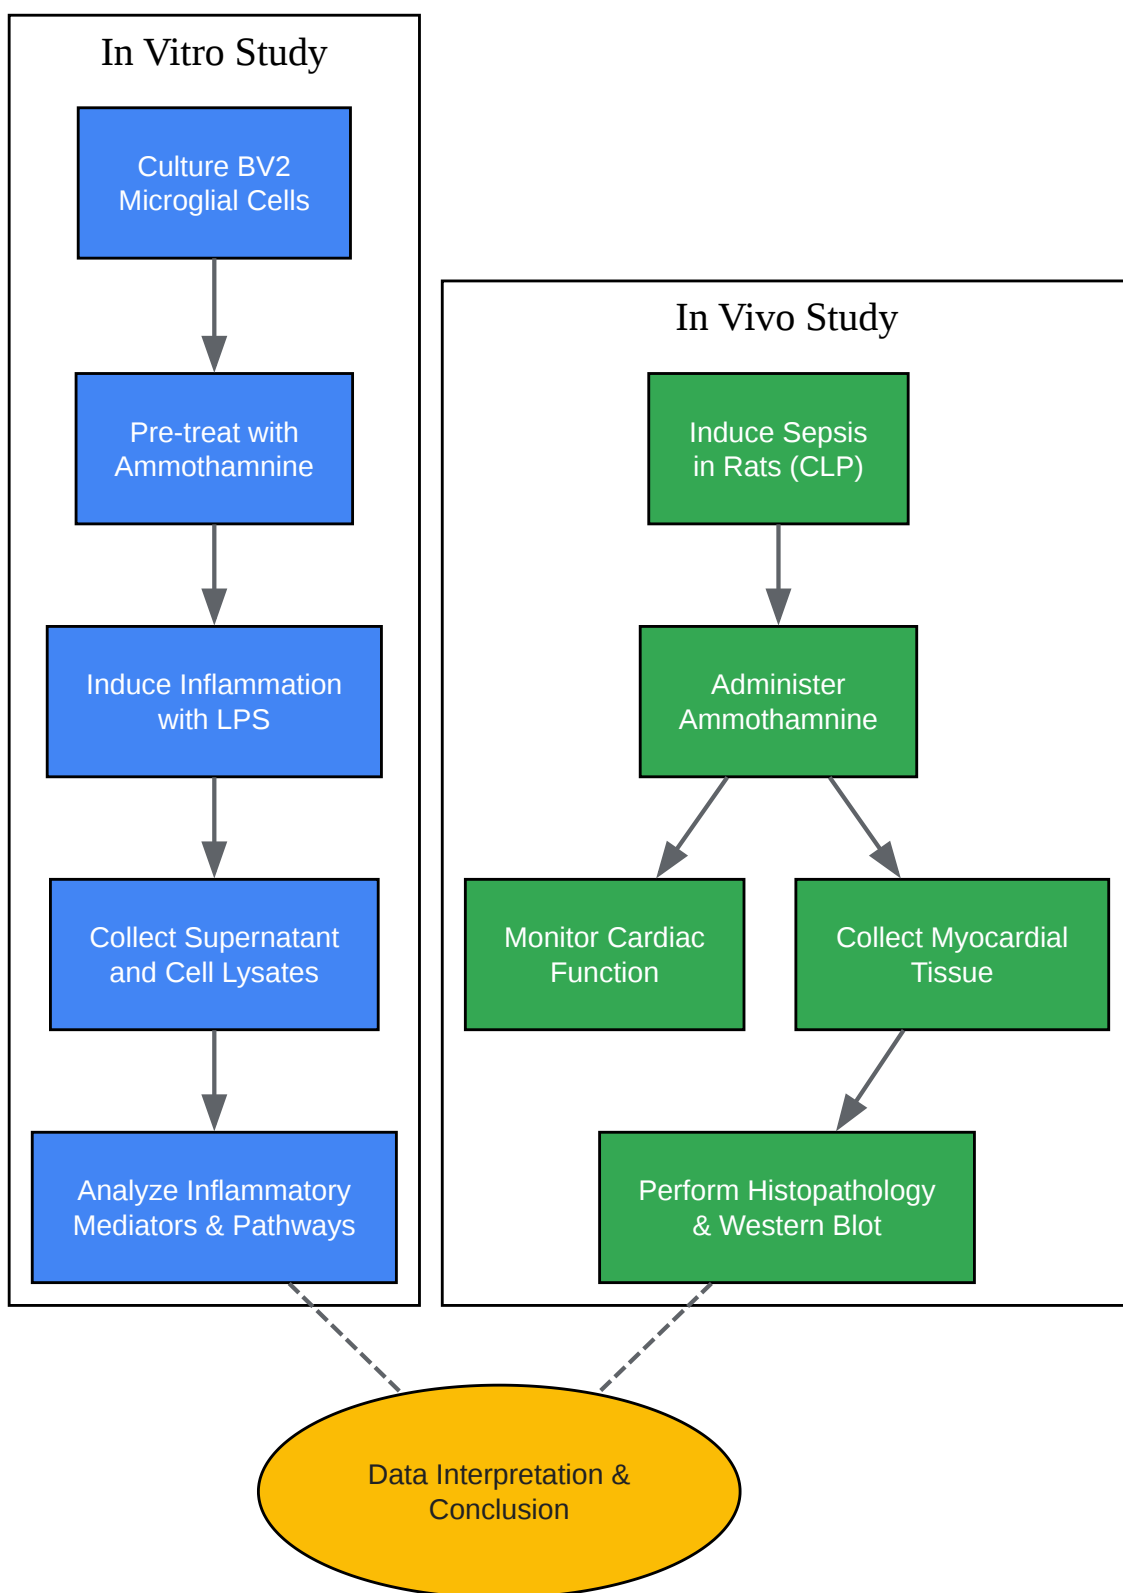 In Vitro Study
Culture BV2
Microglial Cells
Pre-treat with
Ammothamnine
Induce Inflammation
with LPS
Collect Supernatant
and Cell Lysates
Analyze Inflammatory
Mediators & Pathways
In Vivo Study
Induce Sepsis
in Rats (CLP)
Administer
Ammothamnine
Monitor Cardiac
Function
Collect Myocardial
Tissue
Perform Histopathology
& Western Blot
Data Interpretation &
Conclusion